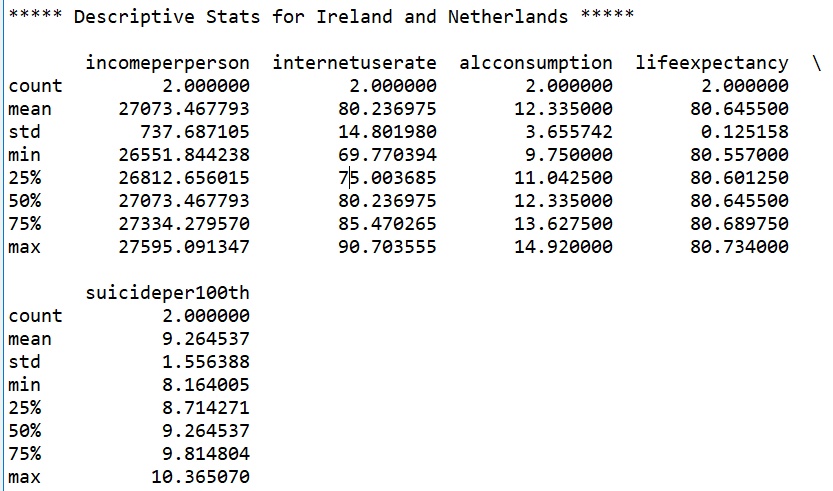 ***** Descriptive Stats for Ireland and Netherlands *****
incomeperperson internetuserate alcconsumption lifeexpectancy \
count 2.000000 2.000000 2.000000 2.000000
mean 27073.467793 80.236975 12.335000 80.645500
std 737.687105 14.801980 3.655742 0.125158
min 26551.844238 69.770394 9.750000 80.557000
25% 26812.656015 75.003685 11.042500 80.601250
50% 27073.467793 80.236975 12.335000 80.645500
75% 27334.279570 85.470265 13.627500 80.689750
max 27595.091347 90.703555 14.920000 80.734000
suicideper100th
count 2.000000
mean 9.264537
std 1.556388
min 8.164005
25% 8.714271
50% 9.264537
75% 9.814804
max 10.365070